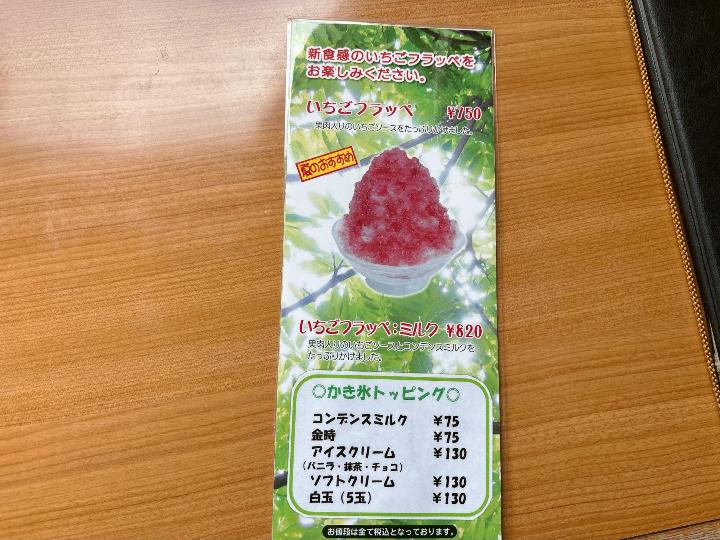 新食感のいちごフラッペを
お楽しみください。
いちごフラッペ ¥750
果肉入りのいちごソースをたっぷりかけました。
夏のおすすめ
いちごフラッペ:ミルク ¥820
果肉入りのいちごソースとコンデンスミルクを
たっぷりかけました。
○かき氷トッピング○
コンデンスミルク ¥75
金時 ¥75
アイスクリーム ¥130
(バニラ・抹茶・チョコ)
ソフトクリーム ¥130
白玉(5玉) ¥130
お値段は全て税込となっております。